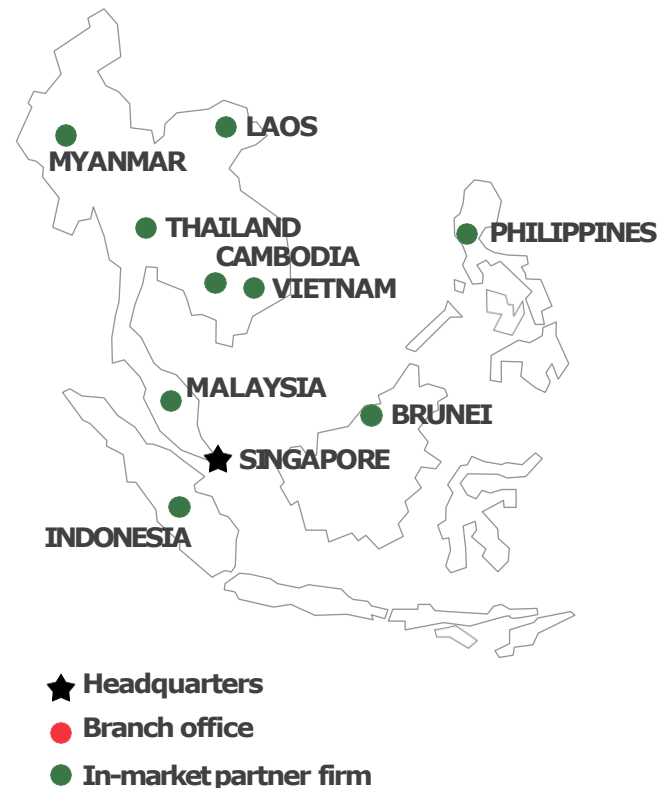 LAOS
MYANMAR
THAILAND
PHILIPPINES
CAMBODIA
VIETNAM
MALAYSIA
BRUNEI
SINGAPORE
INDONESIA
Headquarters
Branch office
In-market partner firm